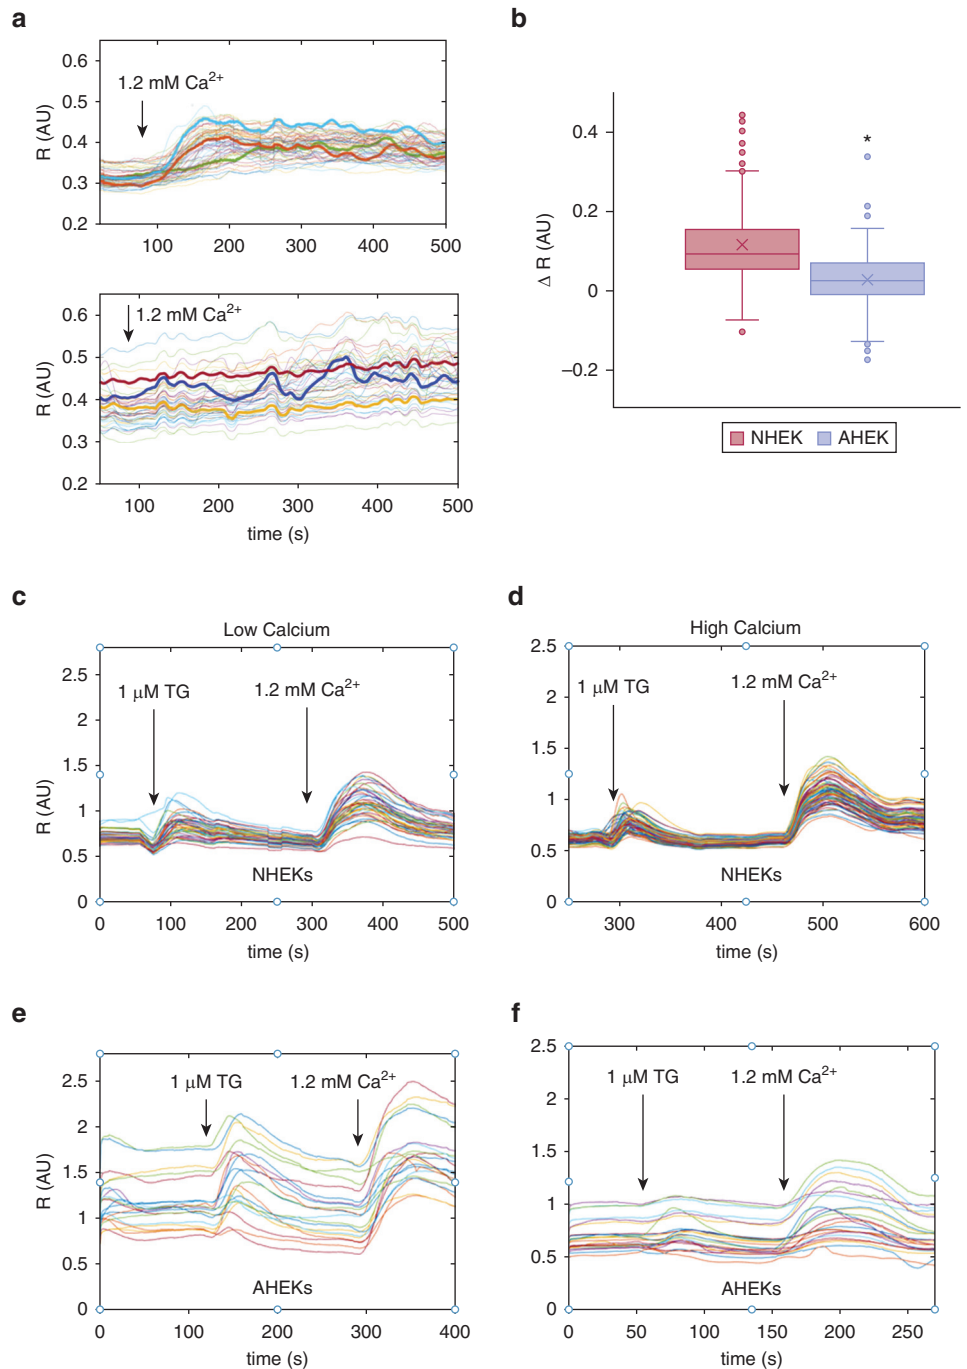 a
0.6
0.5
0.4
0.3
0.2
R (AU)
1.2 mM Ca²⁺
100 200 300 400 500
0.6
0.5
0.4
0.3
0.2
R (AU)
1.2 mM Ca²⁺
100 200 300 400 500
time (s)
b
0.4
0.2
0
−0.2
Δ R (AU)
*
NHEK AHEK
c
Low Calcium
2.5
2
1.5
1
0.5
0
R (AU)
1 μM TG
1.2 mM Ca²⁺
NHEKs
0 100 200 300 400 500
time (s)
d
High Calcium
2.5
2
1.5
1
0.5
0
1 μM TG
1.2 mM Ca²⁺
NHEKs
300 400 500 600
time (s)
e
2.5
2
1.5
1
0.5
0
R (AU)
1 μM TG
1.2 mM Ca²⁺
AHEKs
0 100 200 300 400
time (s)
f
2.5
2
1.5
1
0.5
0
1 μM TG
1.2 mM Ca²⁺
AHEKs
0 50 100 150 200 250
time (s)